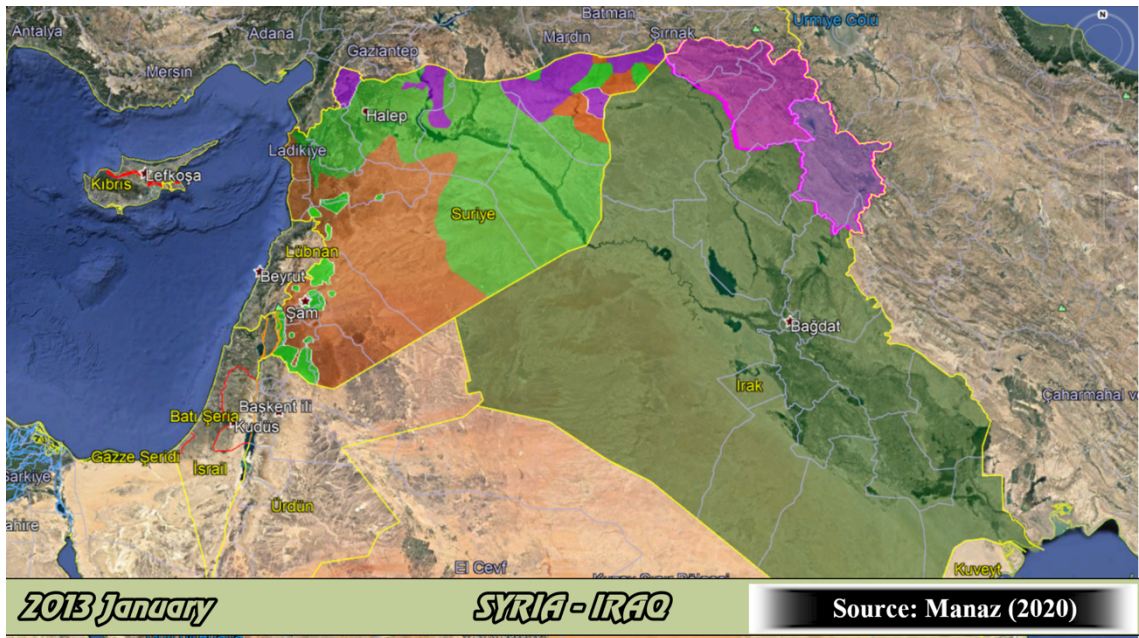 Batman
Urmiye Gölü
Antalya
Adana
Mardin
Şırnak
Gaziantep
Mersin
N
Halep
Ladikiye
Lefkoşa
Kıbrıs
Suriye
Lübnan
Beyrut
Şam
Bağdat
Irak
Çaharmahal v
Batı Şeria
Başkent ili
Kudüs
Gazze Şeridi
İsrail
Şarkiye
Ürdün
ahire
El Cevf
Kuveyt
2013 January
SYRIA - IRAQ
Source: Manaz (2020)